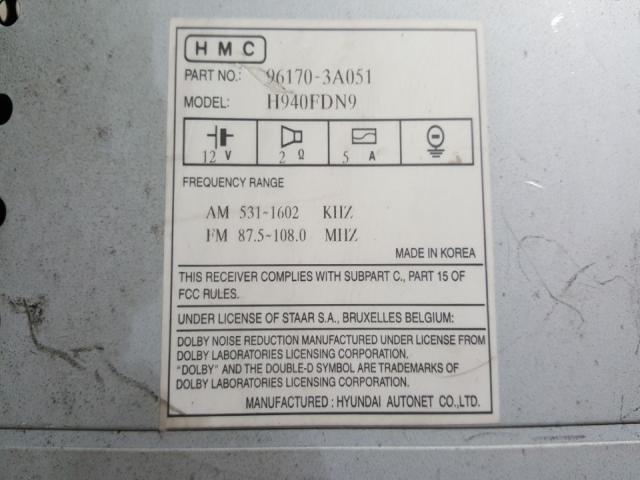 HMC
PART NO.: 96170-3A051
MODEL: H940FDN9
12 V 2 Ω 5 A
FREQUENCY RANGE
AM 531~1602 KHZ
FM 87.5~108.0 MHZ
MADE IN KOREA
THIS RECEIVER COMPLIES WITH SUBPART C., PART 15 OF
FCC RULES.
UNDER LICENSE OF STAAR S.A., BRUXELLES BELGIUM:
DOLBY NOISE REDUCTION MANUFACTURED UNDER LICENSE FROM
DOLBY LABORATORIES LICENSING CORPORATION.
"DOLBY" AND THE DOUBLE-D SYMBOL ARE TRADEMARKS OF
DOLBY LABORATORIES LICENSING CORPORATION.
MANUFACTURED : HYUNDAI AUTONET CO.,LTD.